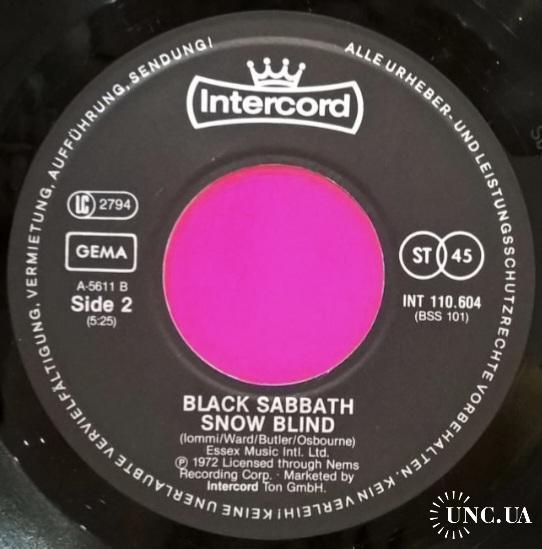 ALLE URHEBER- UND LEISTUNGSSCHUTZRECHTE VORBEHALTEN. KEIN VERLEIH! KEINE UNERLAUBTE VERVIELFÄLTIGUNG, VERMIETUNG, AUFFÜHRUNG, SENDUNG!
Intercord
LC 2794
GEMA
A-5611 B
Side 2
(5:25)
ST 45
INT 110.604
(BSS 101)
BLACK SABBATH
SNOW BLIND
(Iommi/Ward/Butler/Osbourne)
Essex Music Intl. Ltd.
Ⓟ 1972 Licensed through Nems
Recording Corp. · Marketed by
Intercord Ton GmbH.
UNC.UA